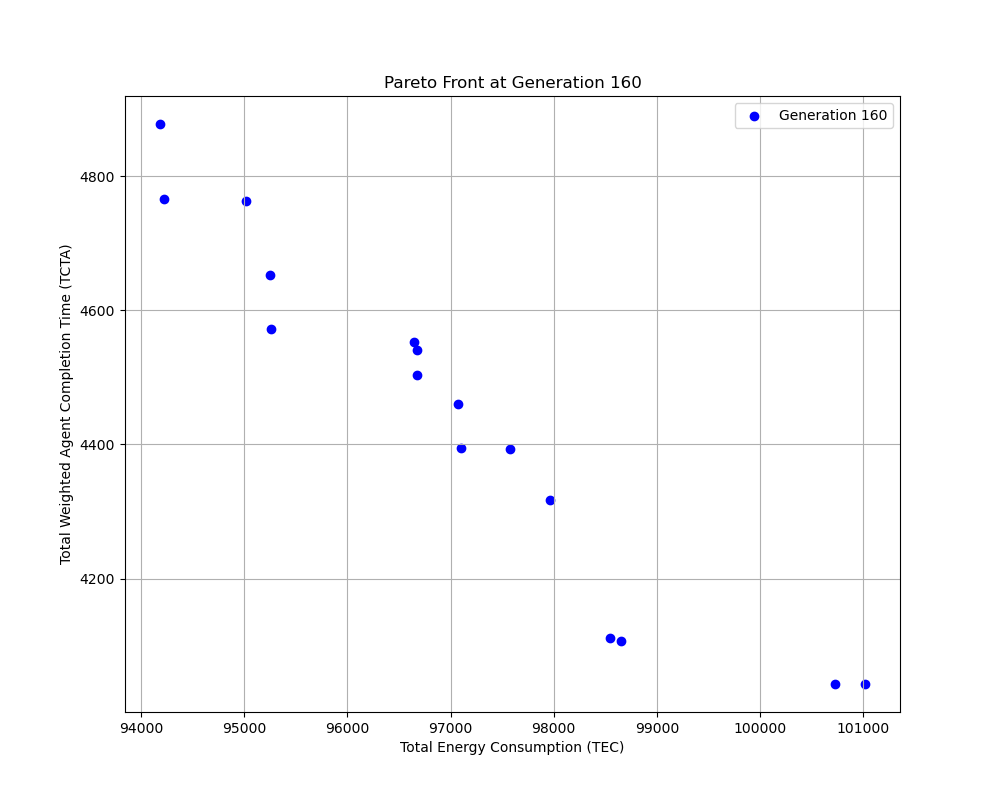 Pareto Front at Generation 160
Generation 160
Total Weighted Agent Completion Time (TCTA)
4800
4600
4400
4200
94000 95000 96000 97000 98000 99000 100000 101000
Total Energy Consumption (TEC)